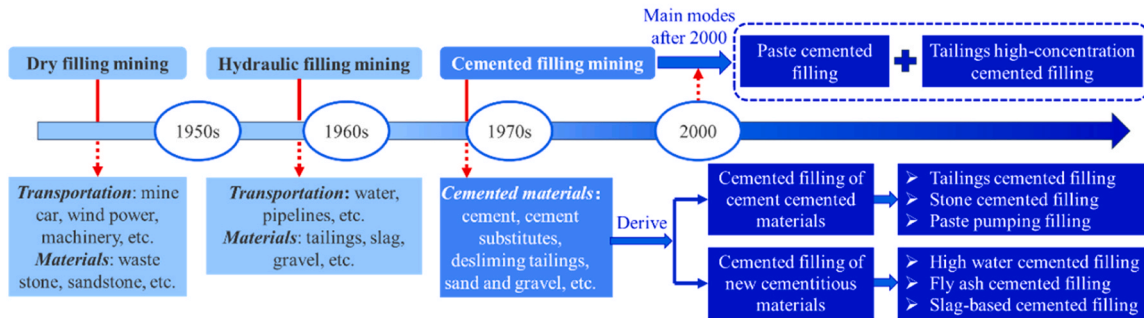 Main modes
after 2000
Paste cemented
filling
Tailings high-concentration
cemented filling
Dry filling mining
Hydraulic filling mining
Cemented filling mining
1950s
1960s
1970s
2000
Transportation: mine
car, wind power,
machinery, etc.
Materials: waste
stone, sandstone, etc.
Transportation: water,
pipelines, etc.
Materials: tailings, slag,
gravel, etc.
Cemented materials:
cement, cement
substitutes,
desliming tailings,
sand and gravel, etc.
Derive
Cemented filling of
cement cemented
materials
➢ Tailings cemented filling
➢ Stone cemented filling
➢ Paste pumping filling
Cemented filling of
new cementitious
materials
➢ High water cemented filling
➢ Fly ash cemented filling
➢ Slag-based cemented filling